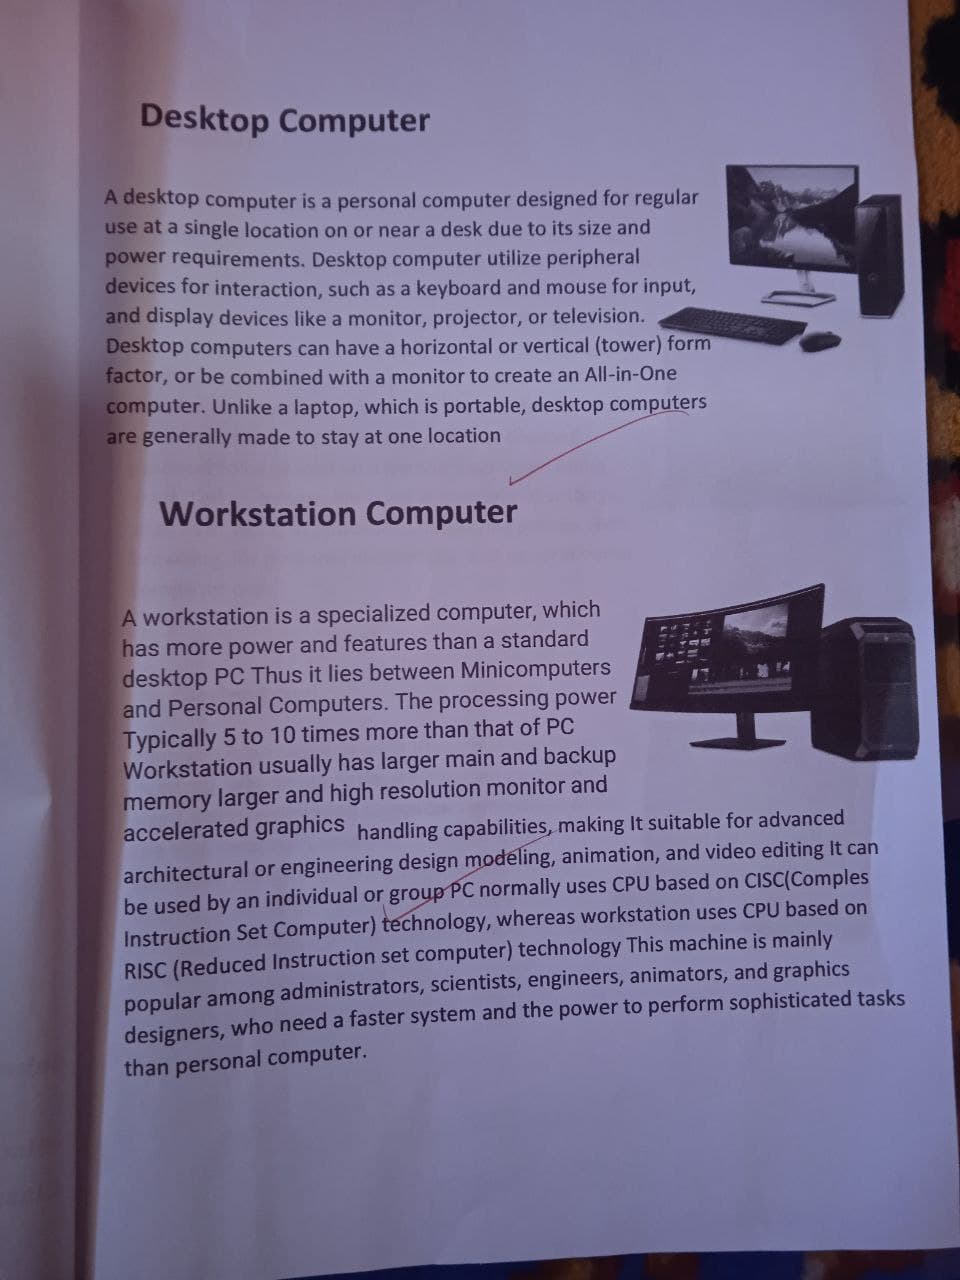 Desktop Computer
A desktop computer is a personal computer designed for regular
use at a single location on or near a desk due to its size and
power requirements. Desktop computer utilize peripheral
devices for interaction, such as a keyboard and mouse for input,
and display devices like a monitor, projector, or television.
Desktop computers can have a horizontal or vertical (tower) form
factor, or be combined with a monitor to create an All-in-One
computer. Unlike a laptop, which is portable, desktop computers
are generally made to stay at one location
Workstation Computer
A workstation is a specialized computer, which
has more power and features than a standard
desktop PC Thus it lies between Minicomputers
and Personal Computers. The processing power
Typically 5 to 10 times more than that of PC
Workstation usually has larger main and backup
memory larger and high resolution monitor and
accelerated graphics handling capabilities, making It suitable for advanced
architectural or engineering design modeling, animation, and video editing It can
be used by an individual or group PC normally uses CPU based on CISC(Comples
Instruction Set Computer) technology, whereas workstation uses CPU based on
RISC (Reduced Instruction set computer) technology This machine is mainly
popular among administrators, scientists, engineers, animators, and graphics
designers, who need a faster system and the power to perform sophisticated tasks
than personal computer.